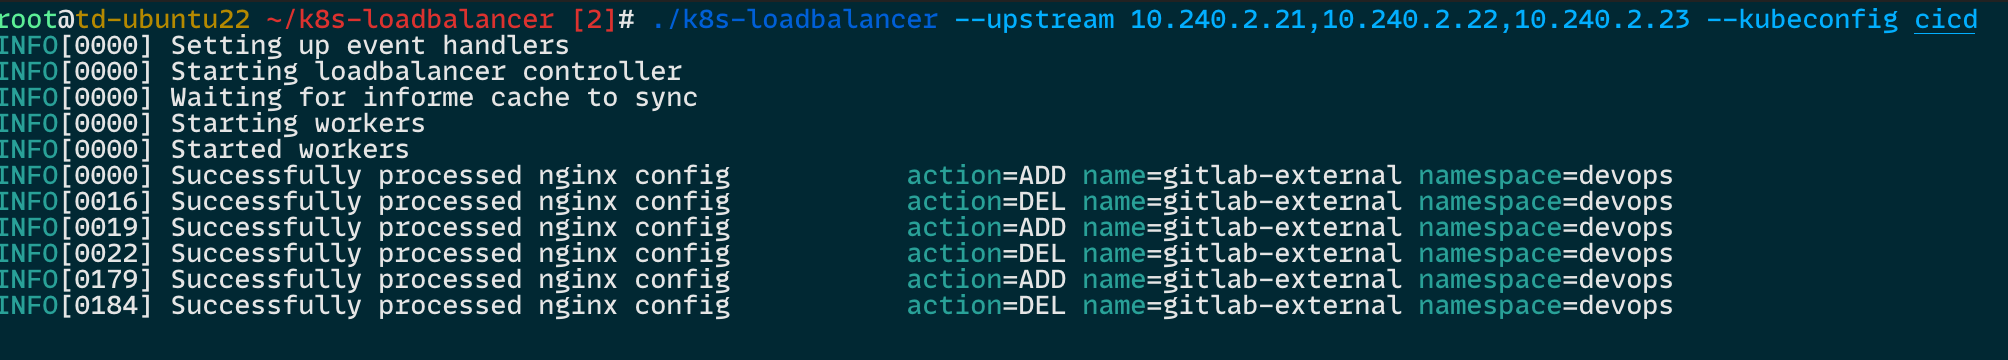 root@td-ubuntu22 ~/k8s-loadbalancer [2]# ./k8s-loadbalancer --upstream 10.240.2.21,10.240.2.22,10.240.2.23 --kubeconfig cicd
INFO[0000] Setting up event handlers
INFO[0000] Starting loadbalancer controller
INFO[0000] Waiting for informe cache to sync
INFO[0000] Starting workers
INFO[0000] Started workers
INFO[0000] Successfully processed nginx config action=ADD name=gitlab-external namespace=devops
INFO[0016] Successfully processed nginx config action=DEL name=gitlab-external namespace=devops
INFO[0019] Successfully processed nginx config action=ADD name=gitlab-external namespace=devops
INFO[0022] Successfully processed nginx config action=DEL name=gitlab-external namespace=devops
INFO[0179] Successfully processed nginx config action=ADD name=gitlab-external namespace=devops
INFO[0184] Successfully processed nginx config action=DEL name=gitlab-external namespace=devops